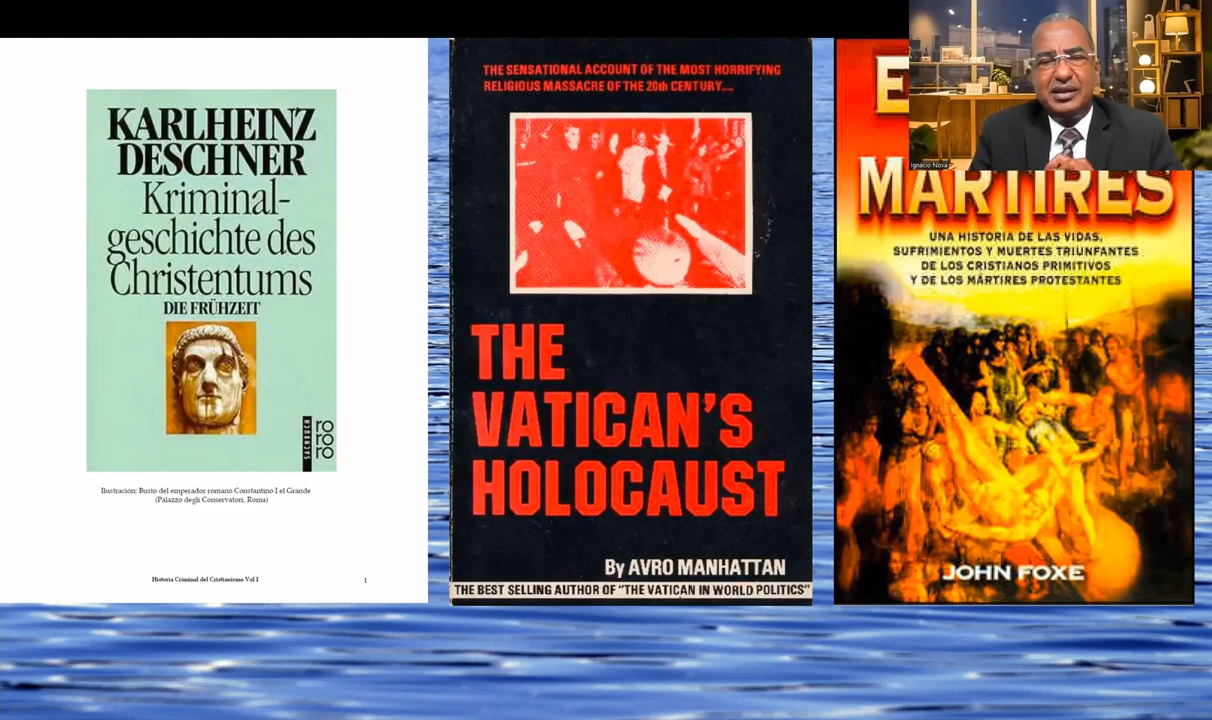 KARLHEINZ
DESCHNER
Kriminal-
geschichte des
Christentums
DIE FRÜHZEIT
SACHBUCH
ro
ro
ro
Ilustración: Busto del emperador romano Constantino I el Grande
(Palazzo degli Conservatori, Roma)
Historia Criminal del Cristianismo Vol I
1
THE SENSATIONAL ACCOUNT OF THE MOST HORRIFYING
RELIGIOUS MASSACRE OF THE 20th CENTURY....
THE
VATICAN'S
HOLOCAUST
By AVRO MANHATTAN
THE BEST SELLING AUTHOR OF "THE VATICAN IN WORLD POLITICS"
Ignacio Nova
MARTIRES
UNA HISTORIA DE LAS VIDAS,
SUFRIMIENTOS Y MUERTES TRIUNFANTES
DE LOS CRISTIANOS PRIMITIVOS
Y DE LOS MÁRTIRES PROTESTANTES
JOHN FOXE